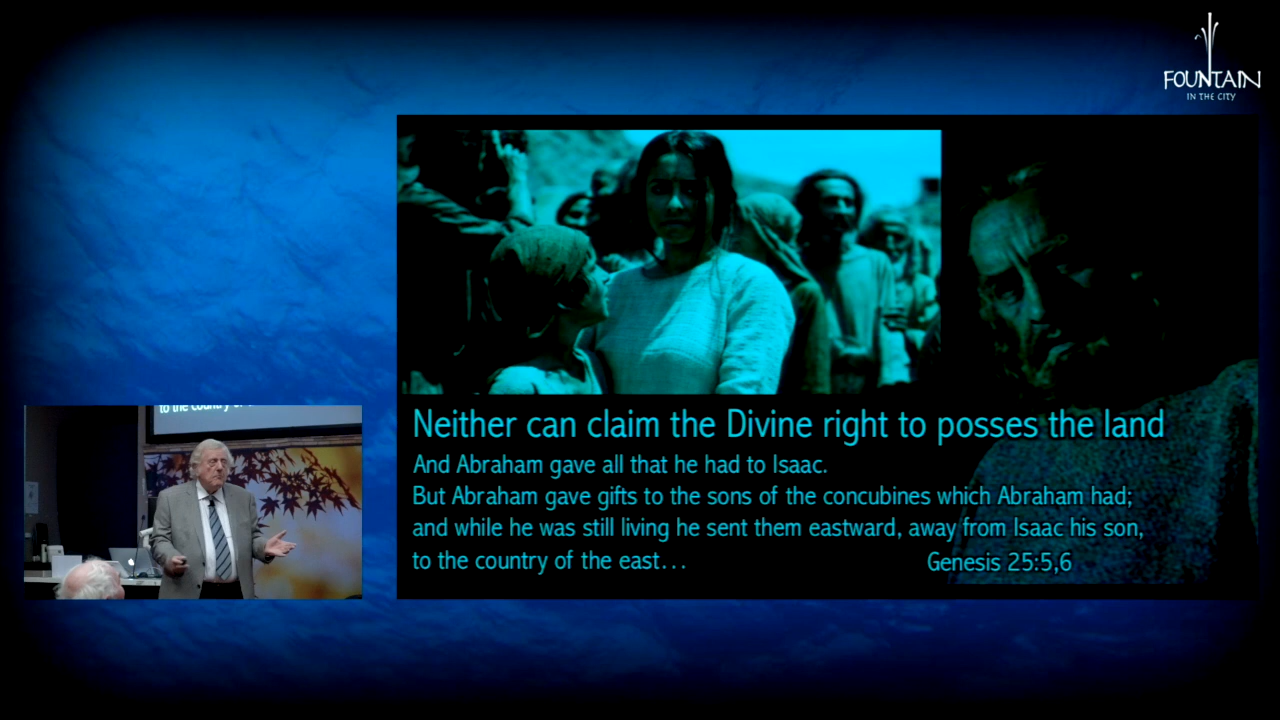 FOUNTAIN
IN THE CITY
Neither can claim the Divine right to posses the land
And Abraham gave all that he had to Isaac.
But Abraham gave gifts to the sons of the concubines which Abraham had;
and while he was still living he sent them eastward, away from Isaac his son,
to the country of the east... Genesis 25:5,6
to the country of